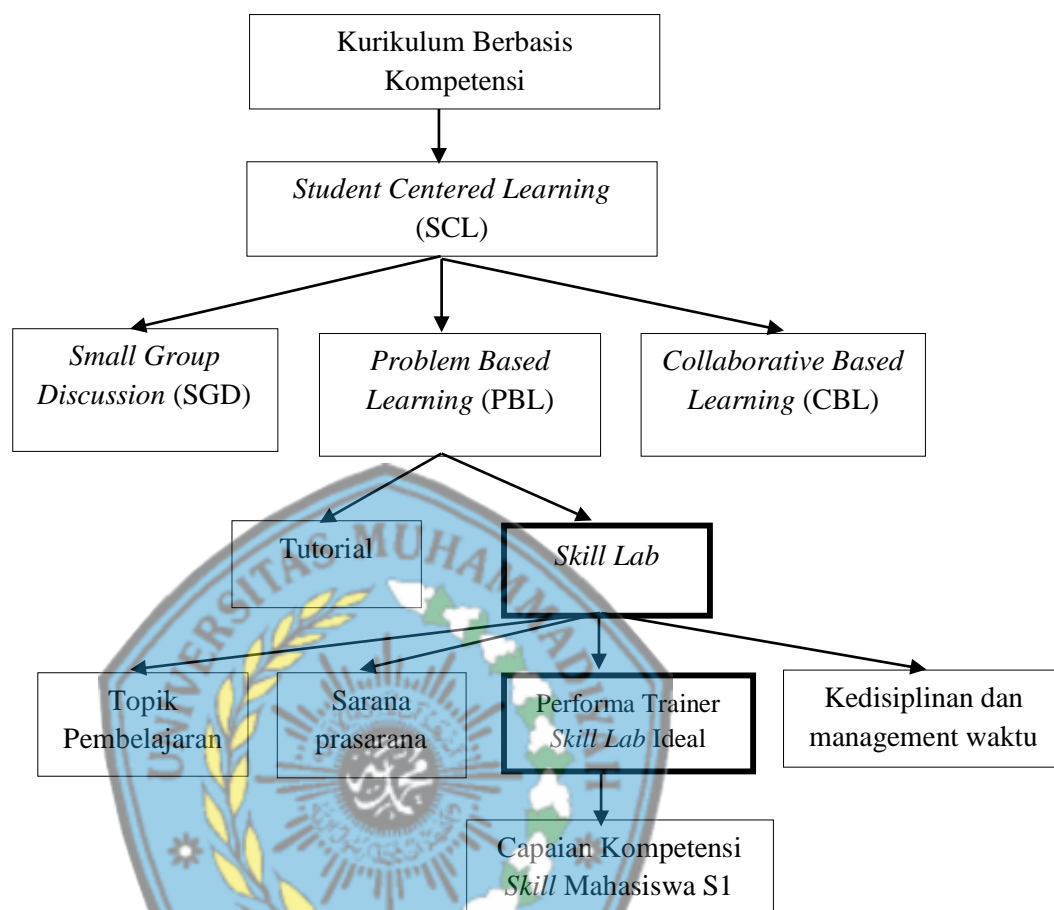 Kurikulum Berbasis
Kompetensi
Student Centered Learning
(SCL)
Small Group
Discussion (SGD)
Problem Based
Learning (PBL)
Collaborative Based
Learning (CBL)
Tutorial
Skill Lab
UNIVERSITAS MUHAMMADIYAH
Topik
Pembelajaran
Sarana
prasarana
Performa Trainer
Skill Lab Ideal
Kedisiplinan dan
management waktu
Capaian Kompetensi
Skill Mahasiswa S1